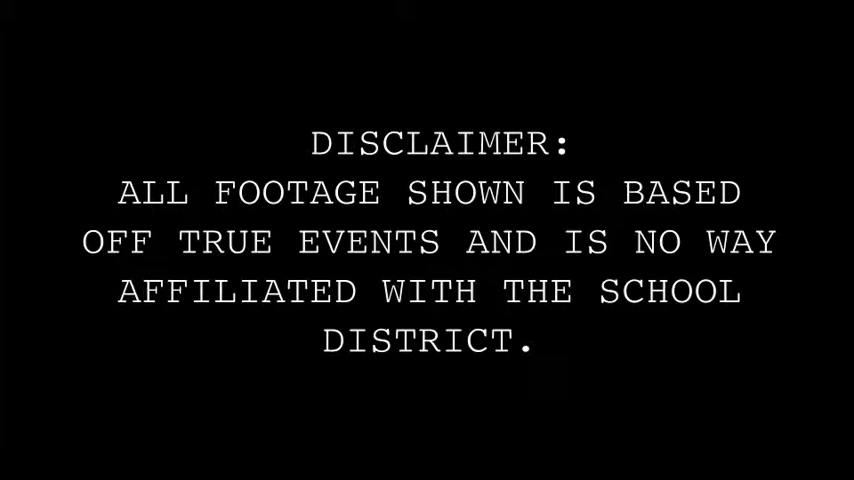 DISCLAIMER:
ALL FOOTAGE SHOWN IS BASED
OFF TRUE EVENTS AND IS NO WAY
AFFILIATED WITH THE SCHOOL
DISTRICT.